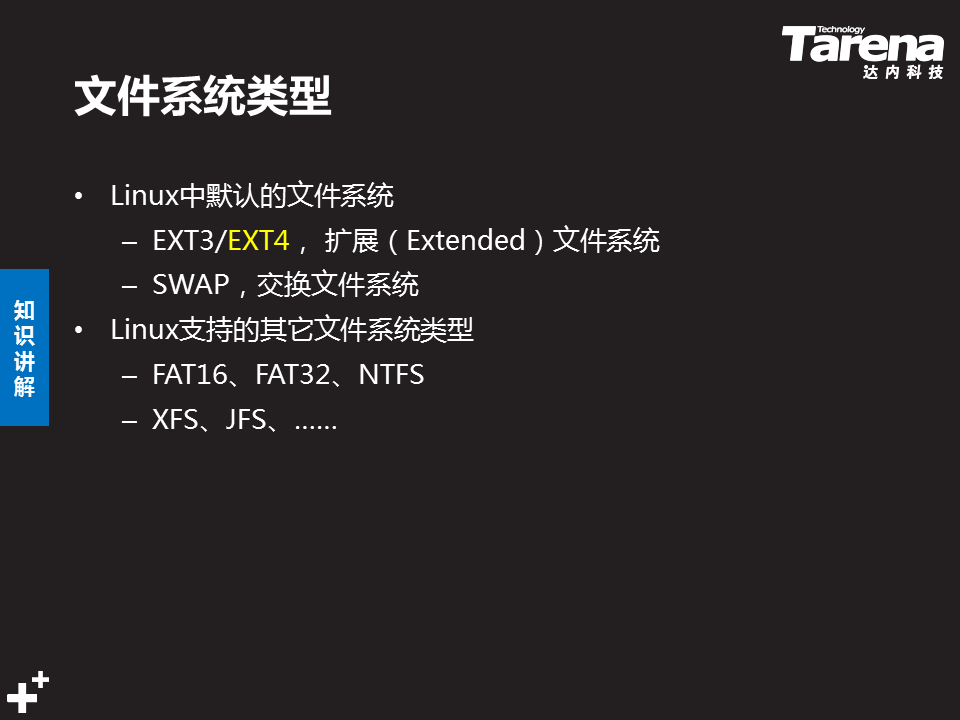 Technology
Tarena
达内科技
文件系统类型
• Linux中默认的文件系统
– EXT3/EXT4， 扩展（Extended）文件系统
– SWAP，交换文件系统
• Linux支持的其它文件系统类型
– FAT16、FAT32、NTFS
– XFS、JFS、……
知识讲解